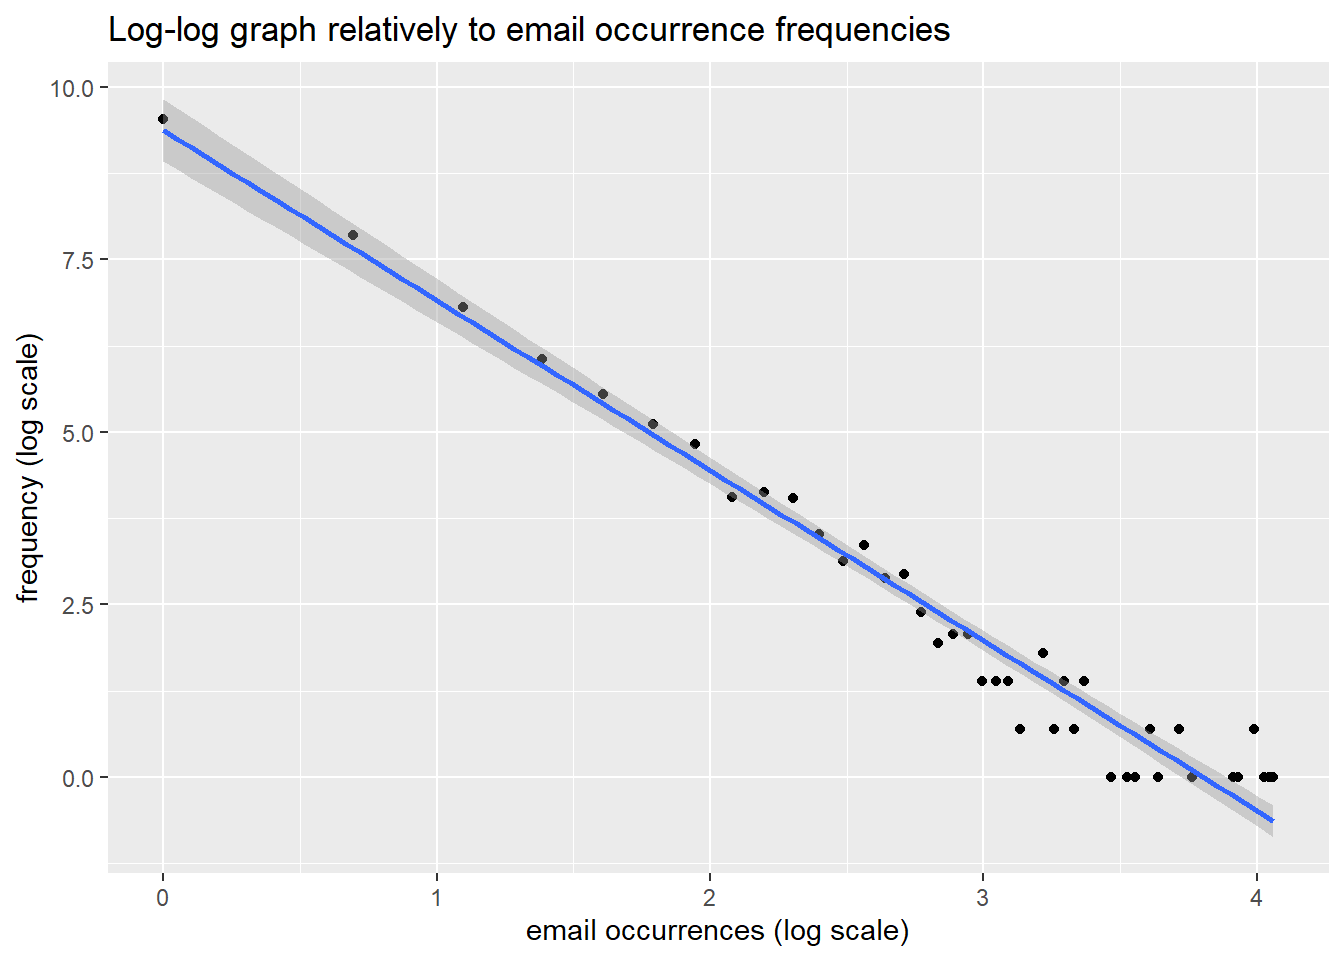 Log-log graph relatively to email occurrence frequencies
10.0
7.5
5.0
2.5
0.0
frequency (log scale)
0 1 2 3 4
email occurrences (log scale)